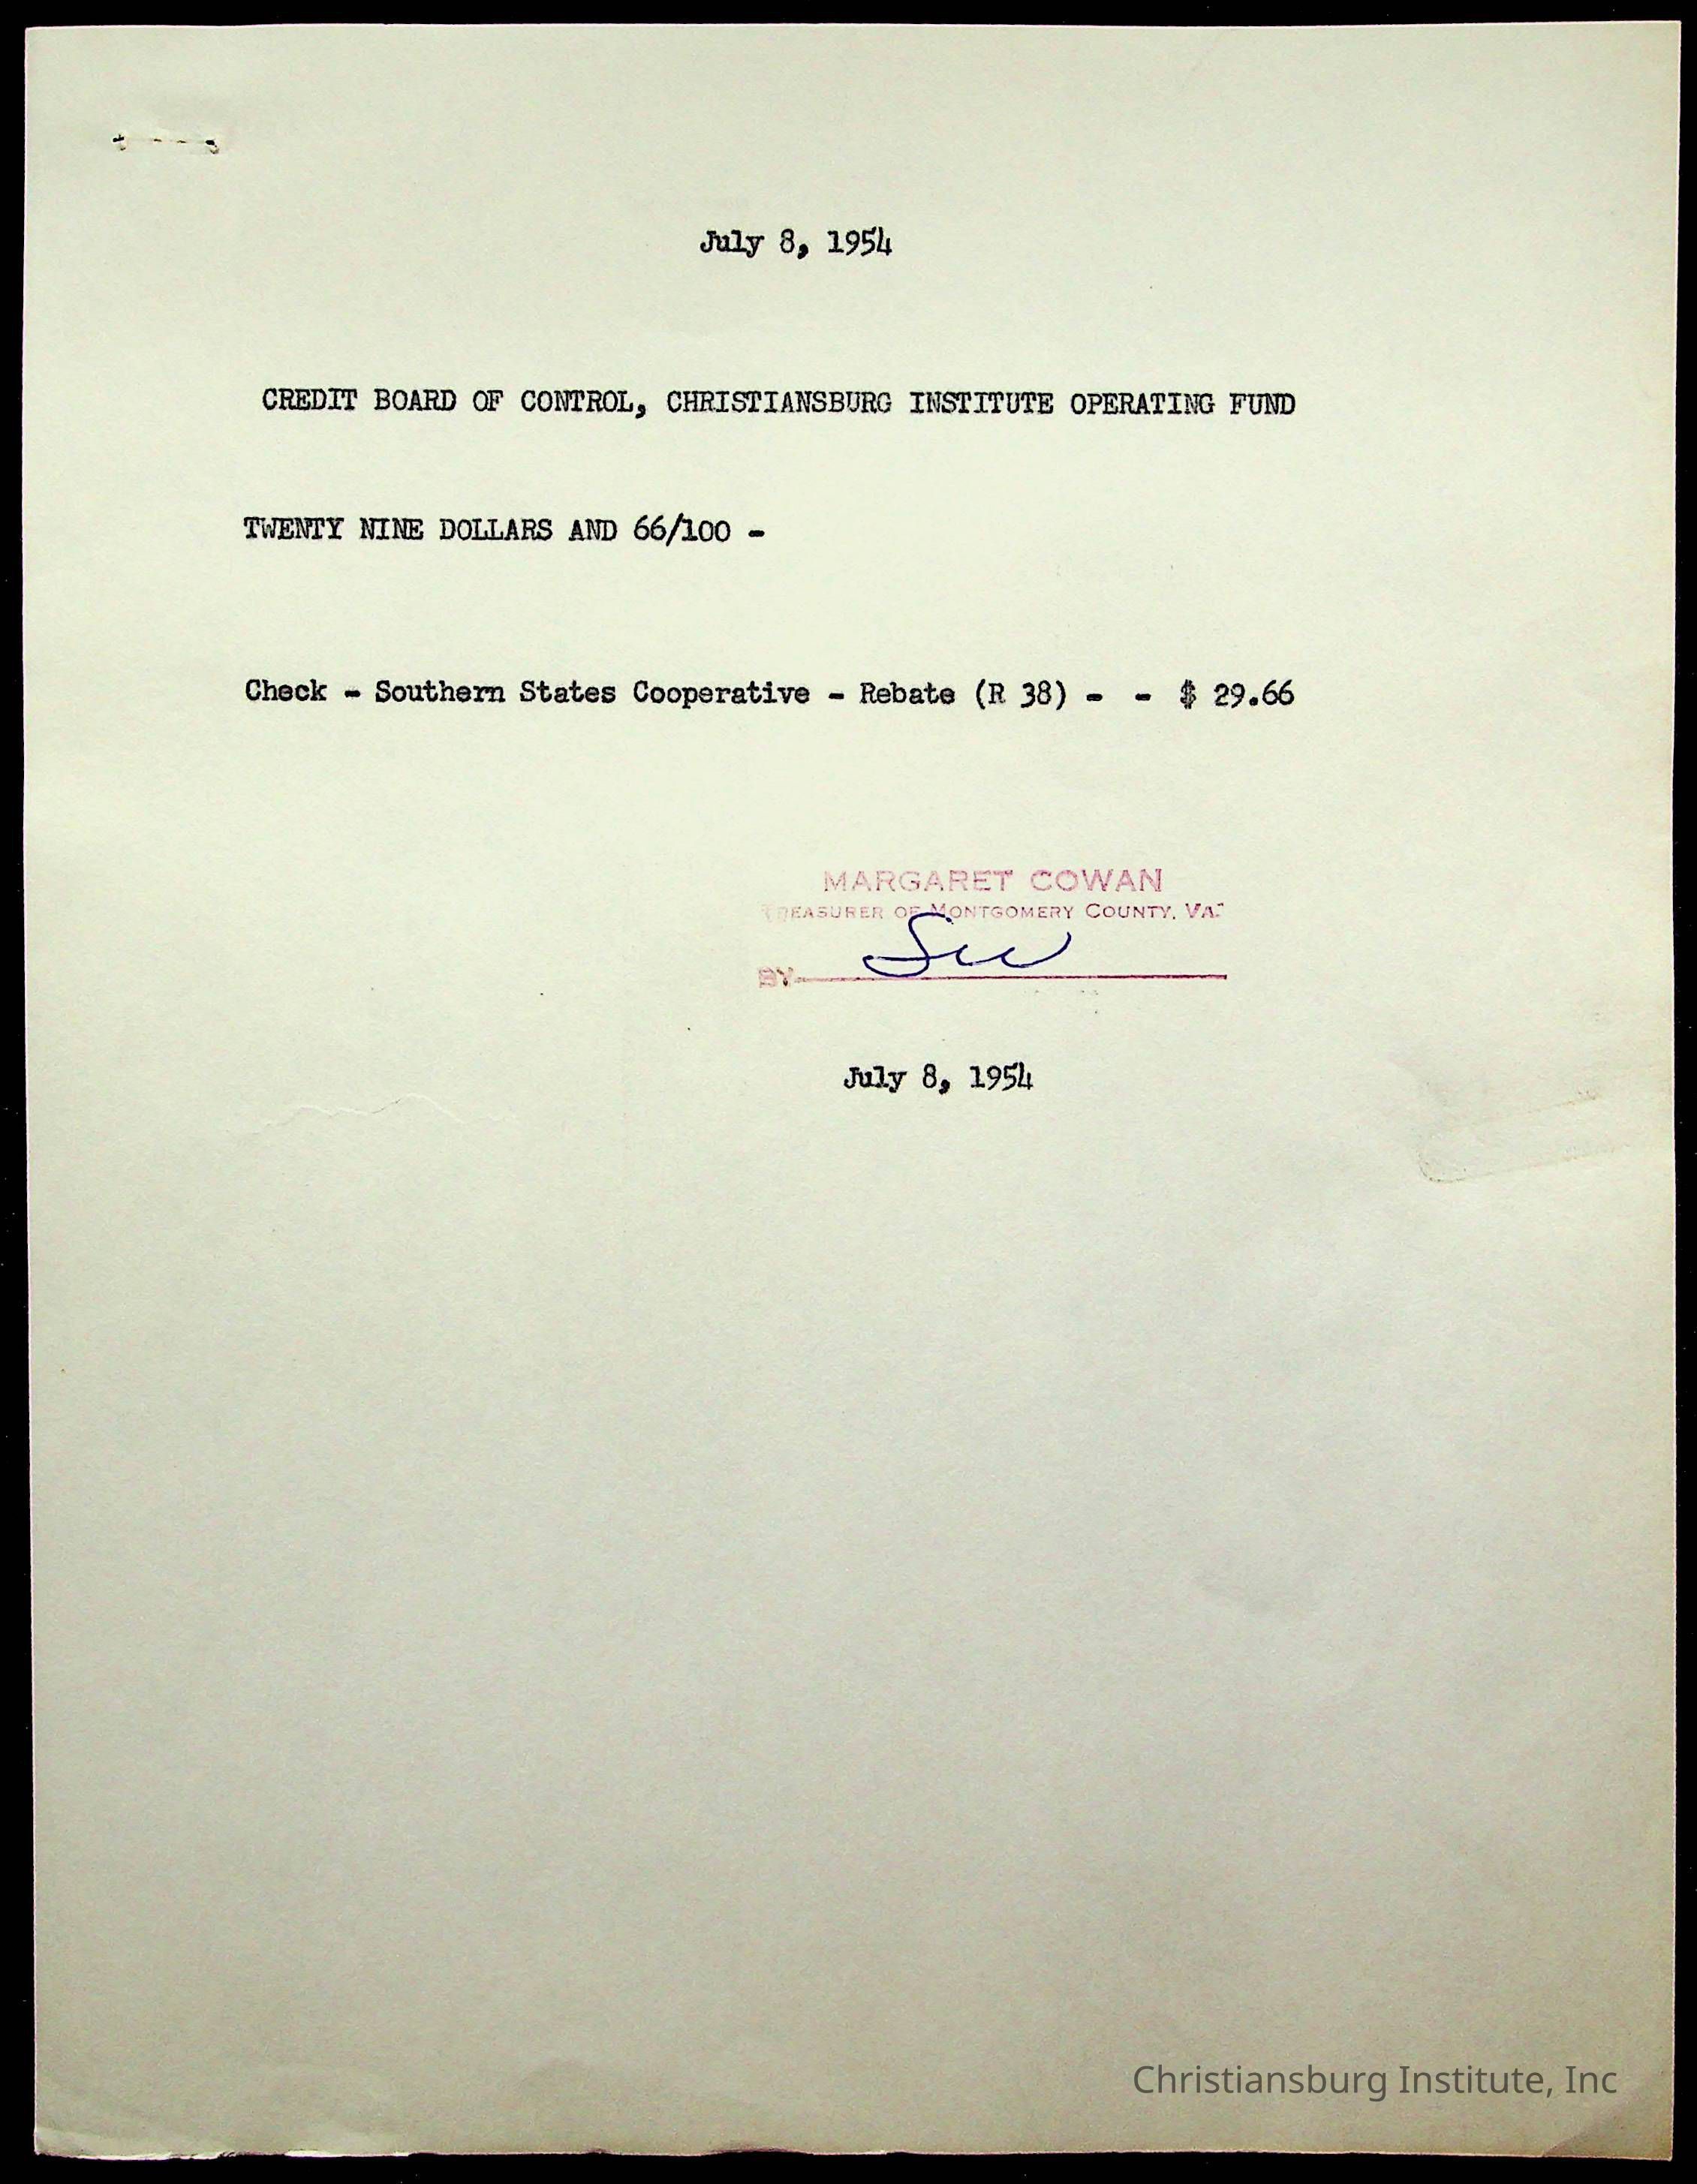 July 8, 1954
CREDIT BOARD OF CONTROL, CHRISTIANSBURG INSTITUTE OPERATING FUND
TWENTY NINE DOLLARS AND 66/100 -
Check - Southern States Cooperative - Rebate (R 38) - - $ 29.66
MARGARET COWAN
TREASURER OF MONTGOMERY COUNTY, VA.
BY
July 8, 1954
Christiansburg Institute, Inc